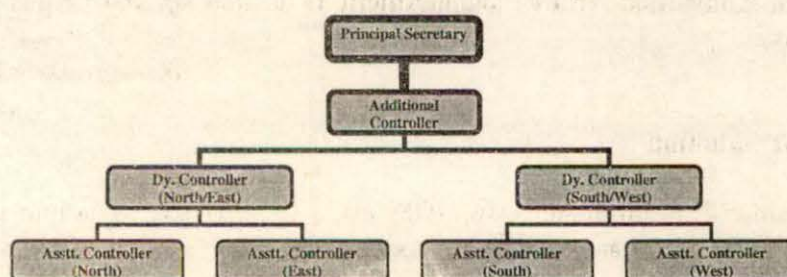 Principal Secretary
Additional
Controller
Dy. Controller
(North/East)
Dy. Controller
(South/West)
Asstt. Controller
(North)
Asstt. Controller
(East)
Asstt. Controller
(South)
Asstt. Controller
(West)